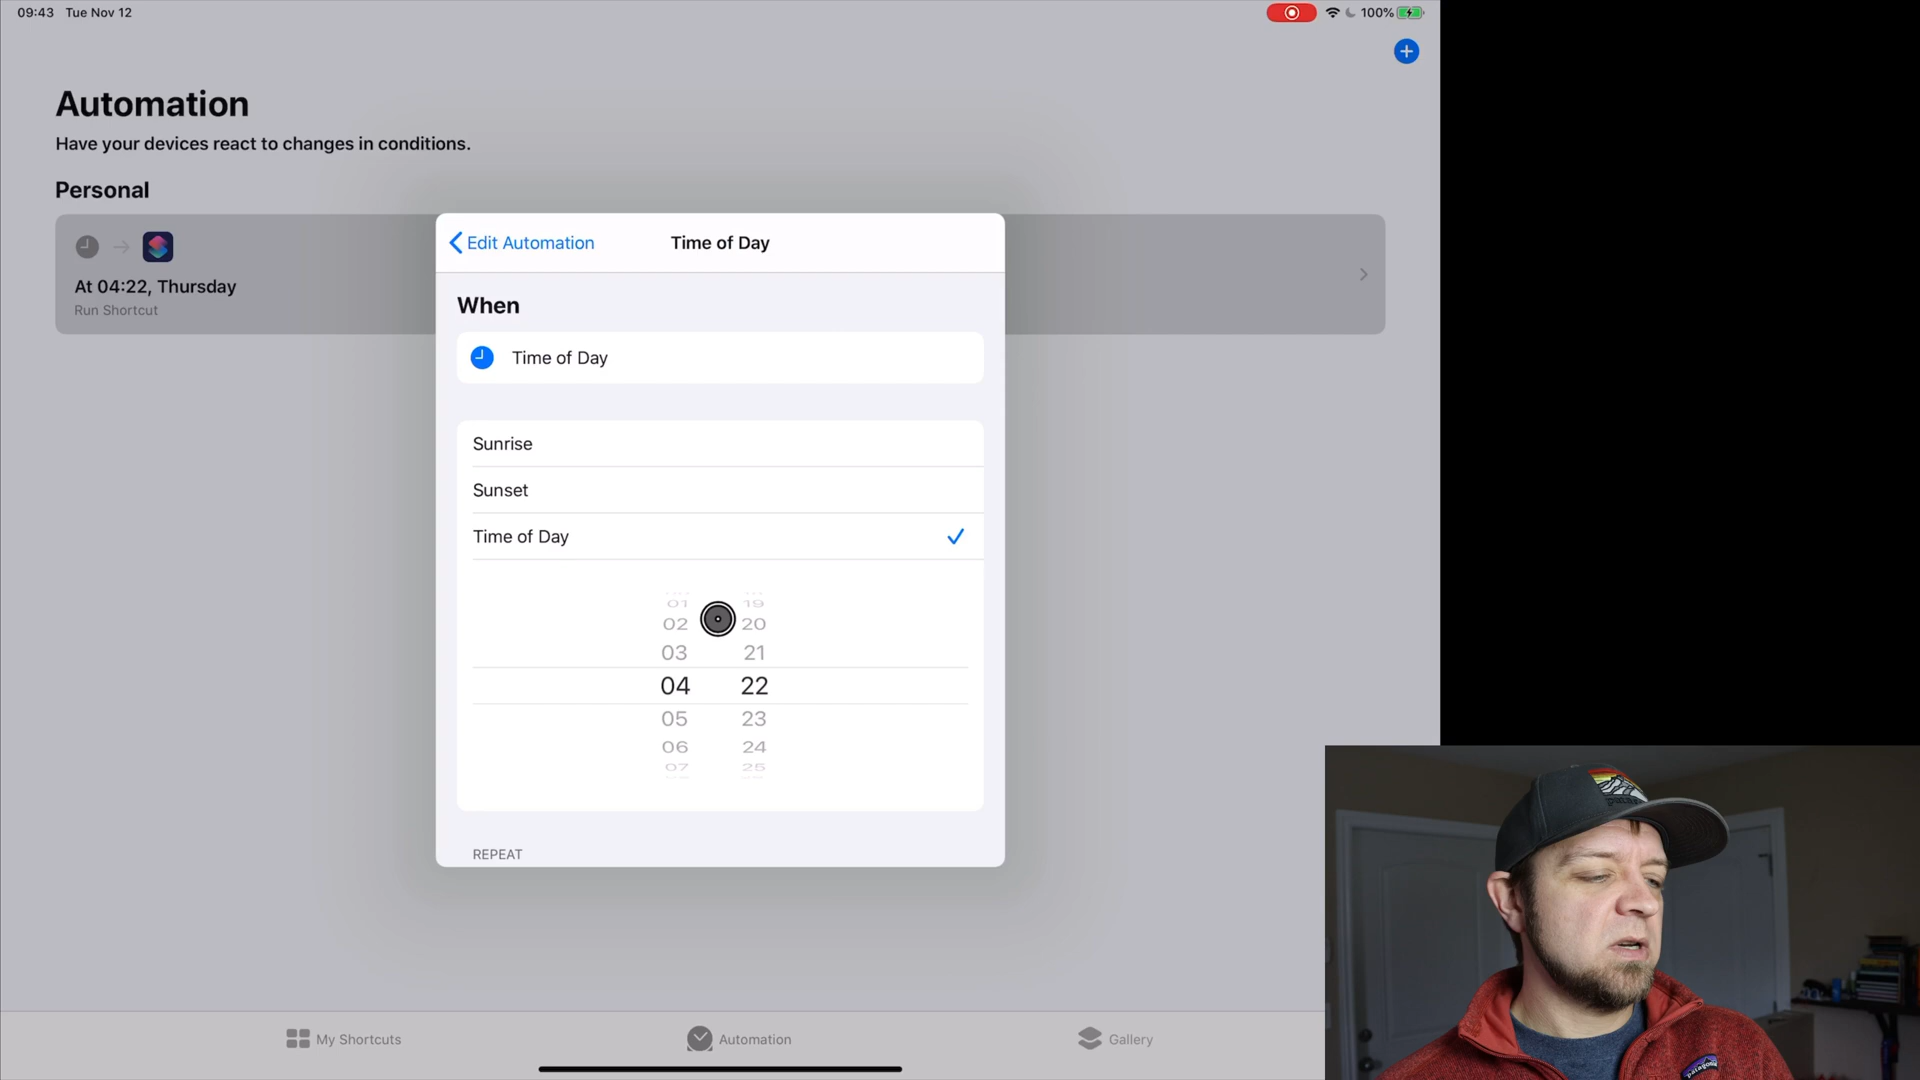 09:43 Tue Nov 12
100%
Automation
Have your devices react to changes in conditions.
Personal
At 04:22, Thursday
Run Shortcut
Edit Automation
Time of Day
When
Time of Day
Sunrise
Sunset
Time of Day
01 19
02 20
03 21
04 22
05 23
06 24
07 25
REPEAT
My Shortcuts
Automation
Gallery
patagonia